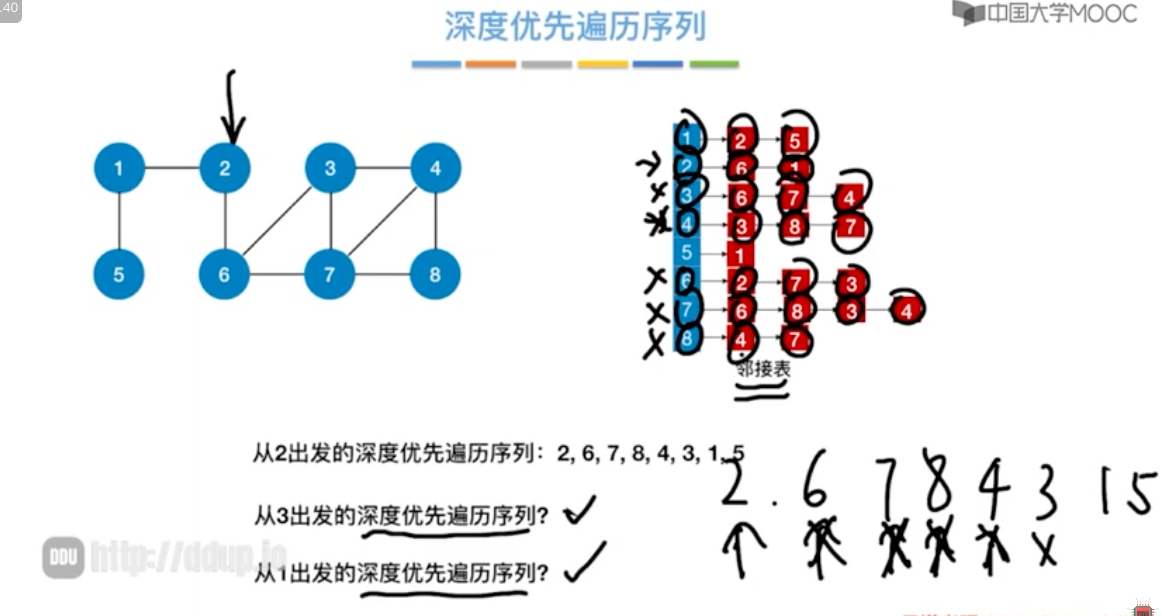 .40
深度优先遍历序列
中国大学MOOC
1 2 3 4
5 6 7 8
1 2 5
2 6 1
3 6 7 4
4 3 8 7
5 1
6 2 7 3
7 6 8 3 4
8 4 7
邻接表
从2出发的深度优先遍历序列：2, 6, 7, 8, 4, 3, 1, 5
2 . 6 7 8 4 3 1 5
从3出发的深度优先遍历序列?
DDU http://ddup.io
从1出发的深度优先遍历序列?
DDU